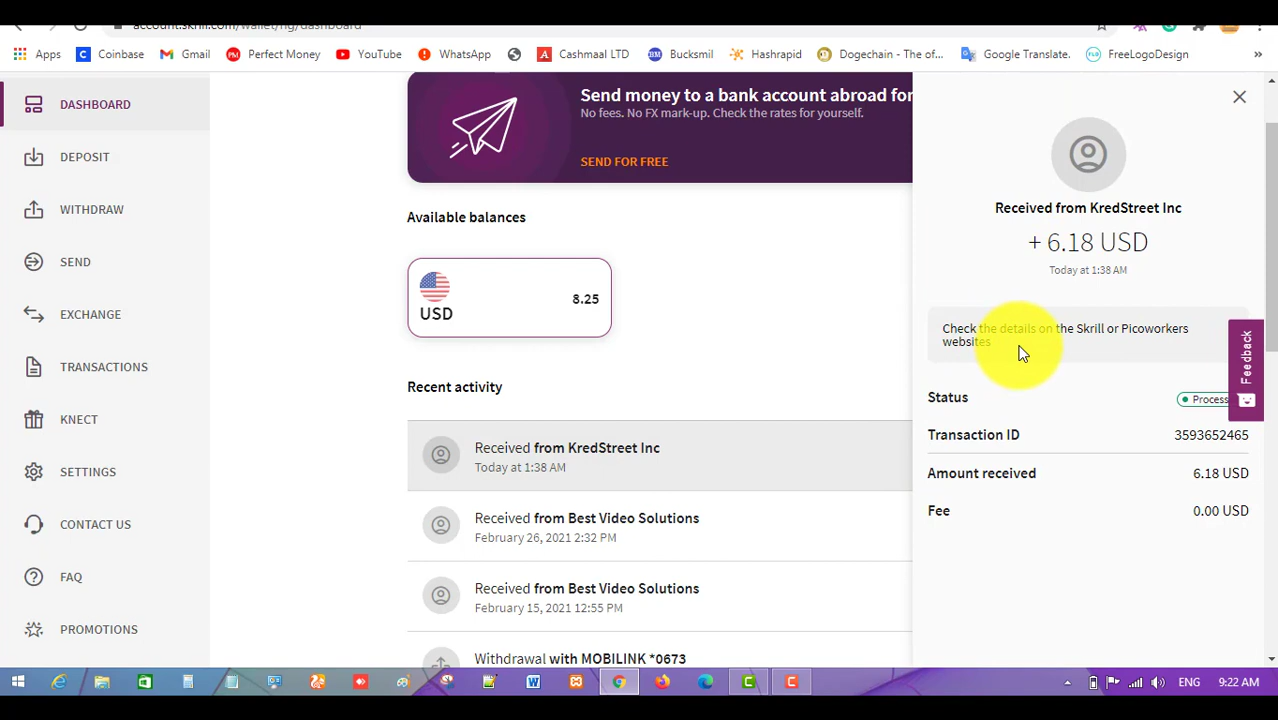 account.skrill.com/wallet/ng/dashboard
Apps Coinbase Gmail Perfect Money YouTube WhatsApp Cashmaal LTD Bucksmil Hashrapid Dogechain - The of... Google Translate. FreeLogoDesign »
DASHBOARD
DEPOSIT
WITHDRAW
SEND
EXCHANGE
TRANSACTIONS
KNECT
SETTINGS
CONTACT US
FAQ
PROMOTIONS
Send money to a bank account abroad for
No fees. No FX mark-up. Check the rates for yourself.
SEND FOR FREE
Available balances
USD 8.25
Recent activity
Received from KredStreet Inc
Today at 1:38 AM
Received from Best Video Solutions
February 26, 2021 2:32 PM
Received from Best Video Solutions
February 15, 2021 12:55 PM
Withdrawal with MOBILINK *0673
Received from KredStreet Inc
+ 6.18 USD
Today at 1:38 AM
Check the details on the Skrill or Picoworkers
websites
Status Process
Transaction ID 3593652465
Amount received 6.18 USD
Fee 0.00 USD
Feedback
ENG 9:22 AM